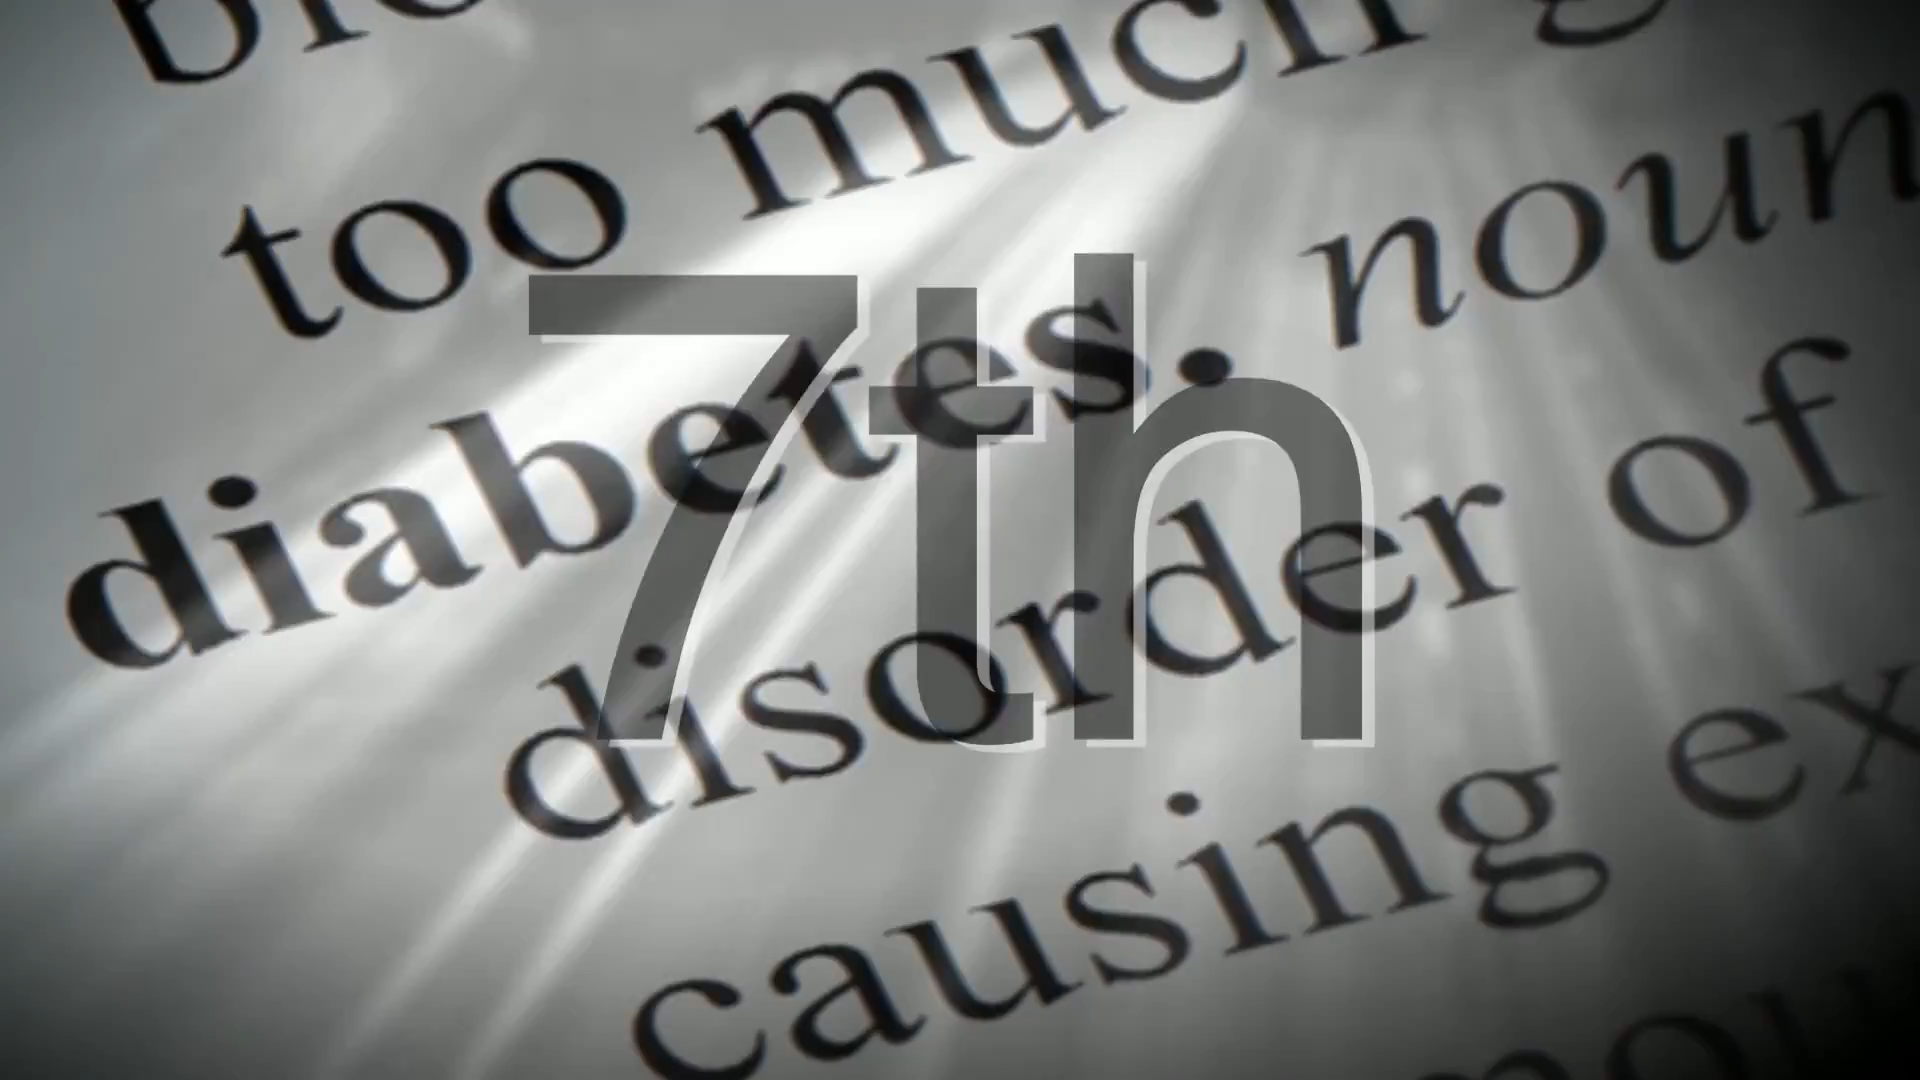 too much
diabetes. noun
disorder of
causing ex
7th